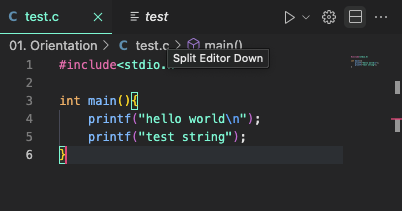 C test.c × test
01. Orientation > C test.c > main()
Split Editor Down
1 #include<stdio.
2
3 int main(){
4 printf("hello world\n");
5 printf("test string");
6 }